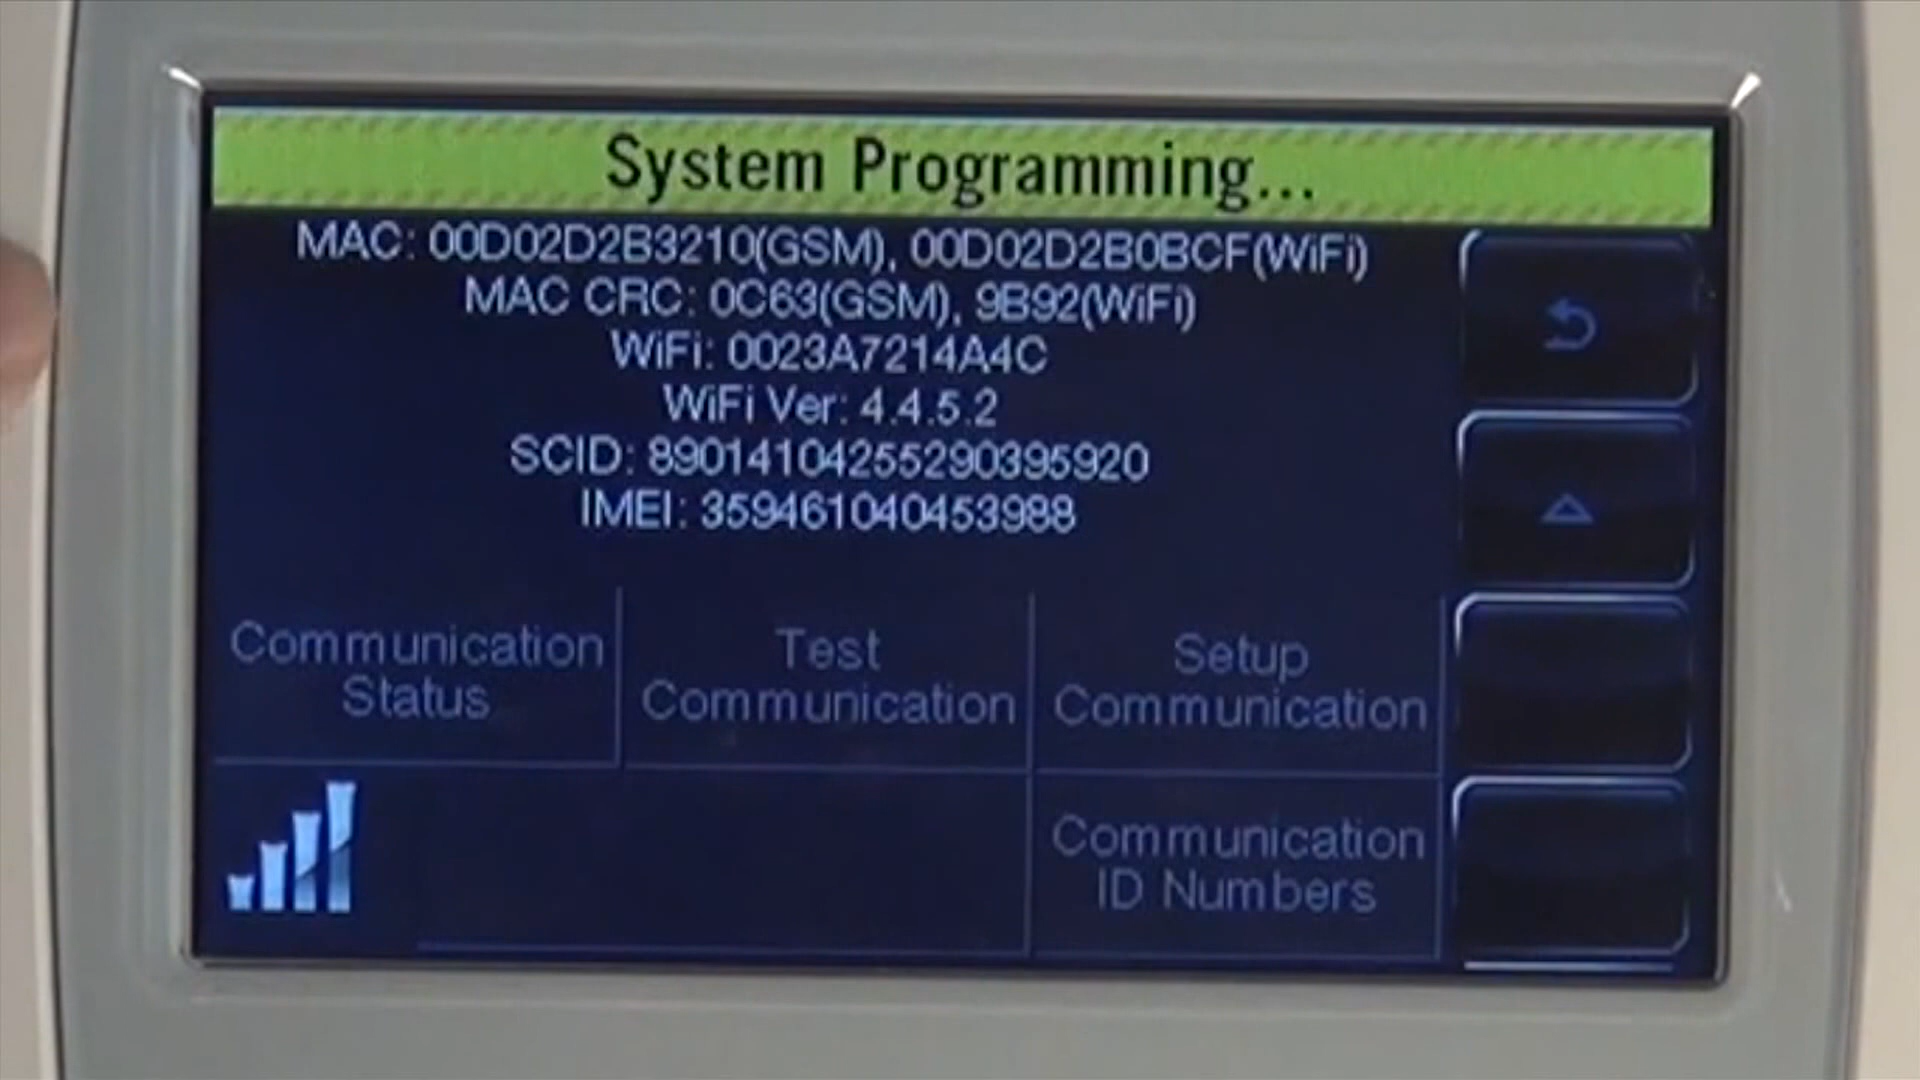 System Programming...
MAC: 00D02D2B3210(GSM), 00D02D2B0BCF(WiFi)
MAC CRC: 0C63(GSM), 9B92(WiFi)
WiFi: 0023A7214A4C
WiFi Ver: 4.4.5.2
SCID: 89014104255290395920
IMEI: 359461040453988
Communication
Status
Test
Communication
Setup
Communication
Communication
ID Numbers